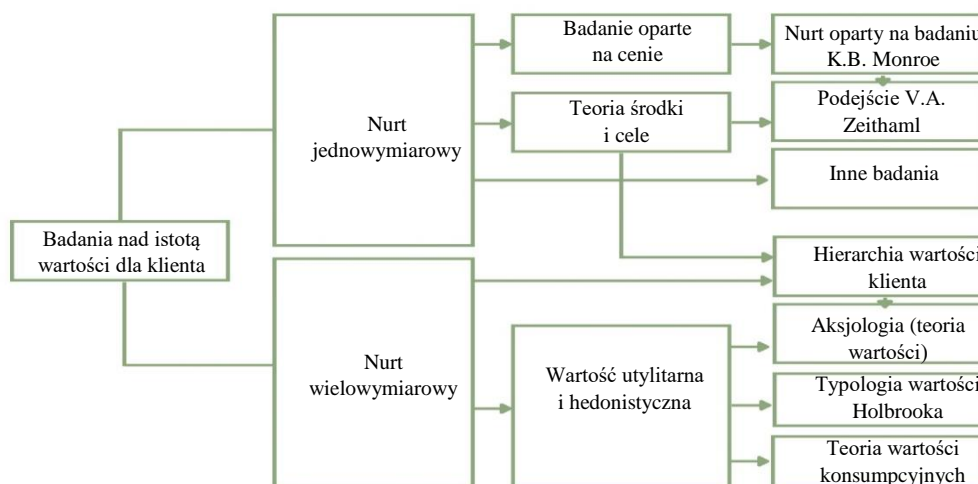 Badanie oparte
na cenie
Nurt oparty na badaniu
K.B. Monroe
Teoria środki
i cele
Podejście V.A.
Zeithaml
Nurt
jednowymiarowy
Inne badania
Badania nad istotą
wartości dla klienta
Hierarchia wartości
klienta
Nurt
wielowymiarowy
Wartość utylitarna
i hedonistyczna
Aksjologia (teoria
wartości)
Typologia wartości
Holbrooka
Teoria wartości
konsumpcyjnych